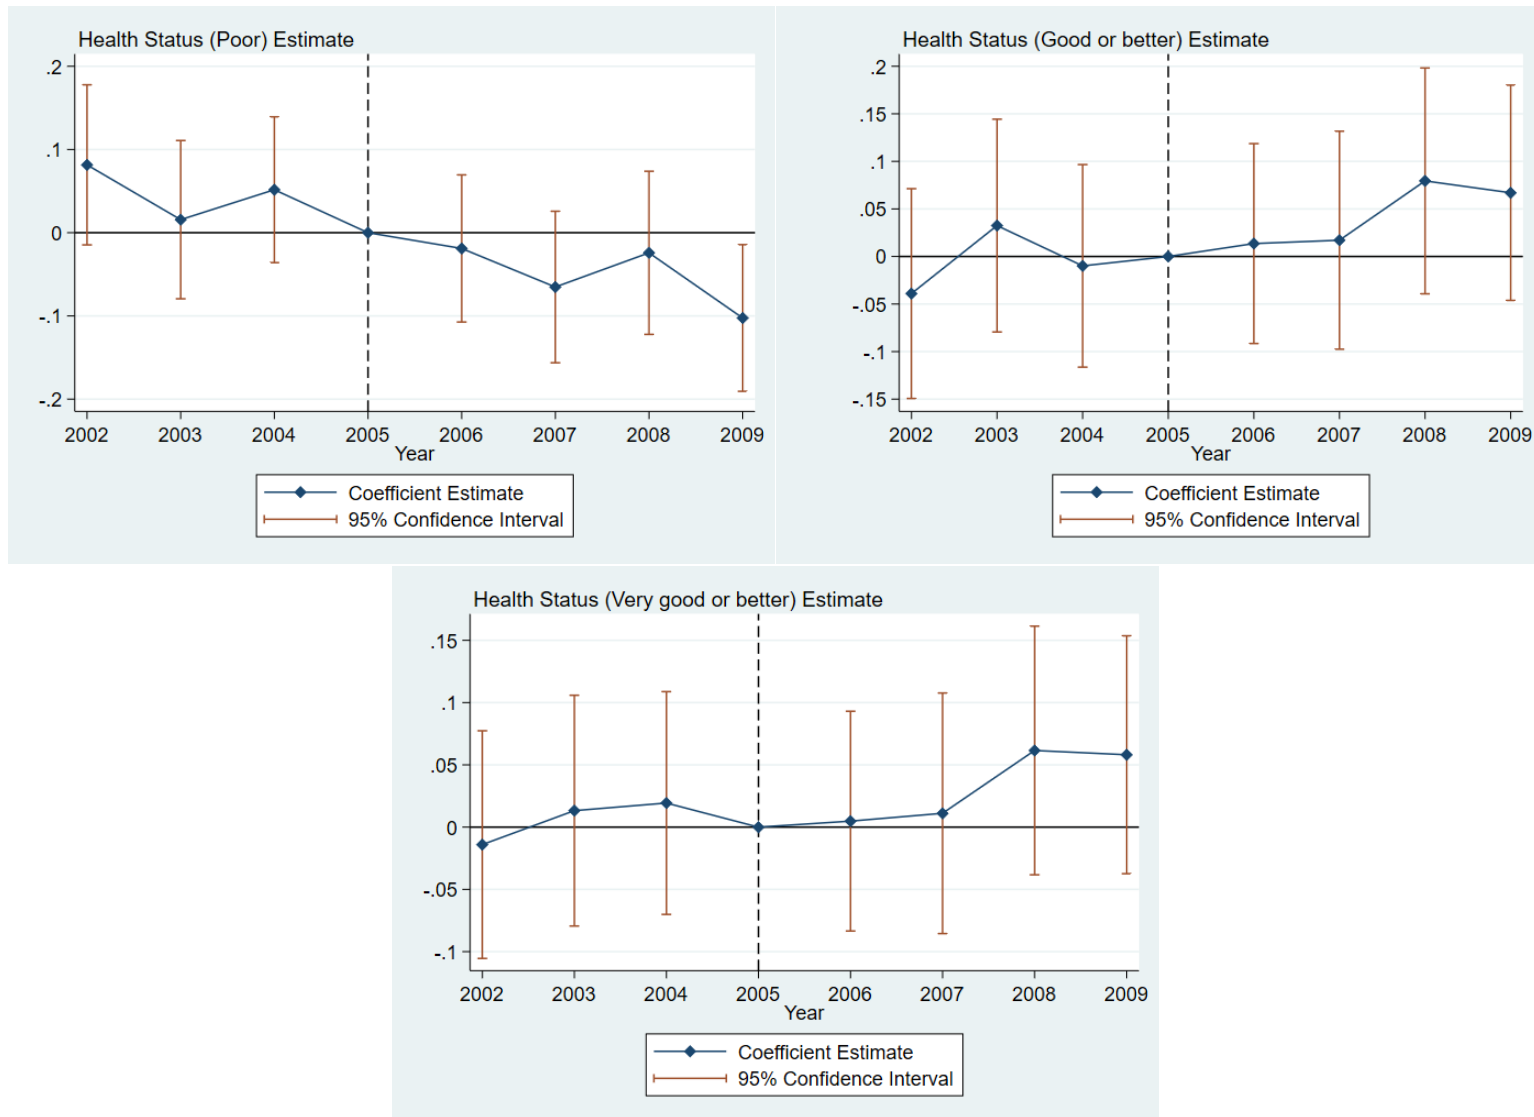 Health Status (Poor) Estimate
.2
.1
0
-.1
-.2
2002 2003 2004 2005 2006 2007 2008 2009
Year
Coefficient Estimate
95% Confidence Interval
Health Status (Good or better) Estimate
.2
.15
.1
.05
0
-.05
-.1
-.15
2002 2003 2004 2005 2006 2007 2008 2009
Year
Coefficient Estimate
95% Confidence Interval
Health Status (Very good or better) Estimate
.15
.1
.05
0
-.05
-.1
2002 2003 2004 2005 2006 2007 2008 2009
Year
Coefficient Estimate
95% Confidence Interval